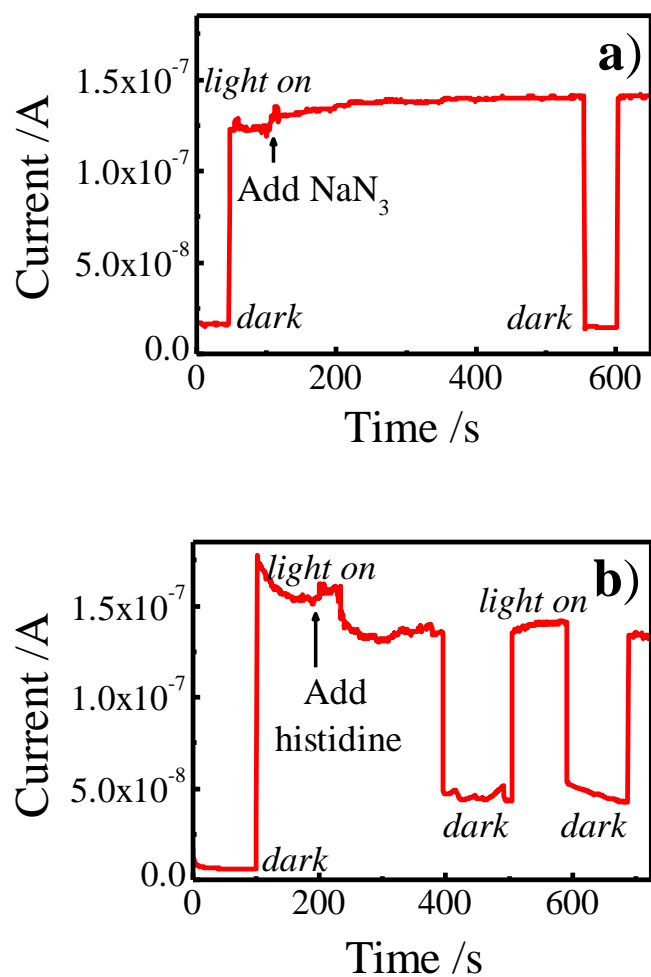 a)
1.5x10⁻⁷
light on
1.0x10⁻⁷
Add NaN₃
5.0x10⁻⁸
dark
dark
0.0
0
200
400
600
Current /A
Time /s
b)
light on
1.5x10⁻⁷
light on
1.0x10⁻⁷
Add
histidine
5.0x10⁻⁸
dark
dark
dark
0.0
0
200
400
600
Current /A
Time /s